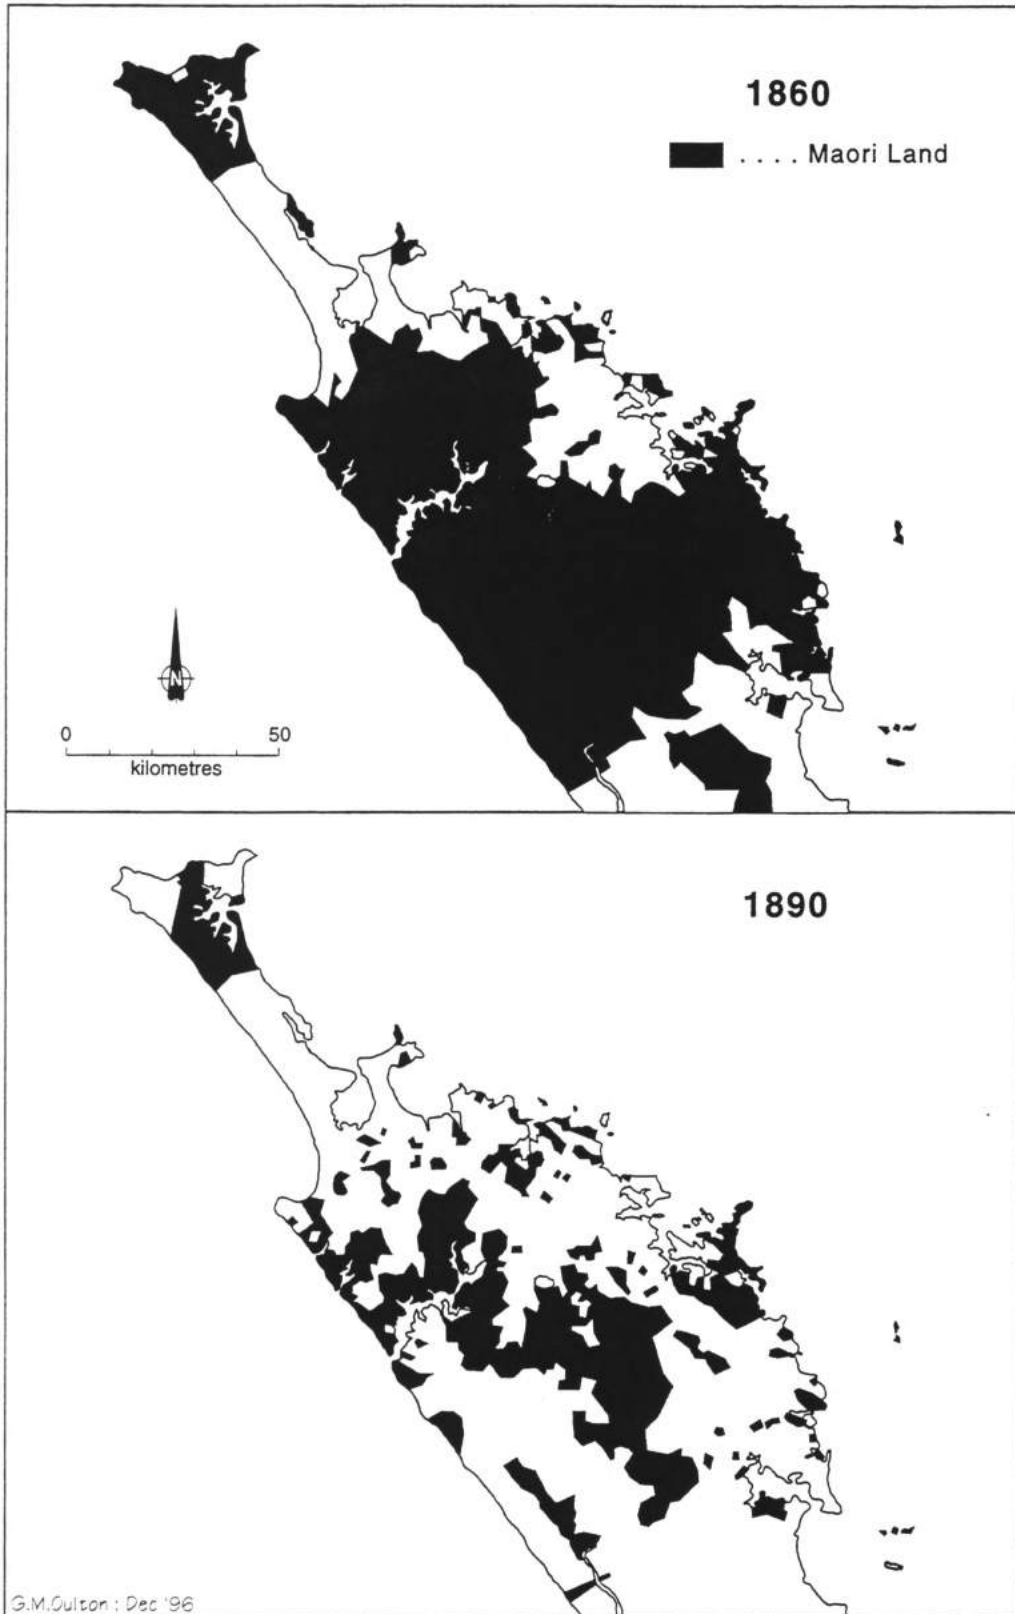 1860
. . . . Maori Land
N
0 50
kilometres
1890
G.M.Oulton : Dec '96